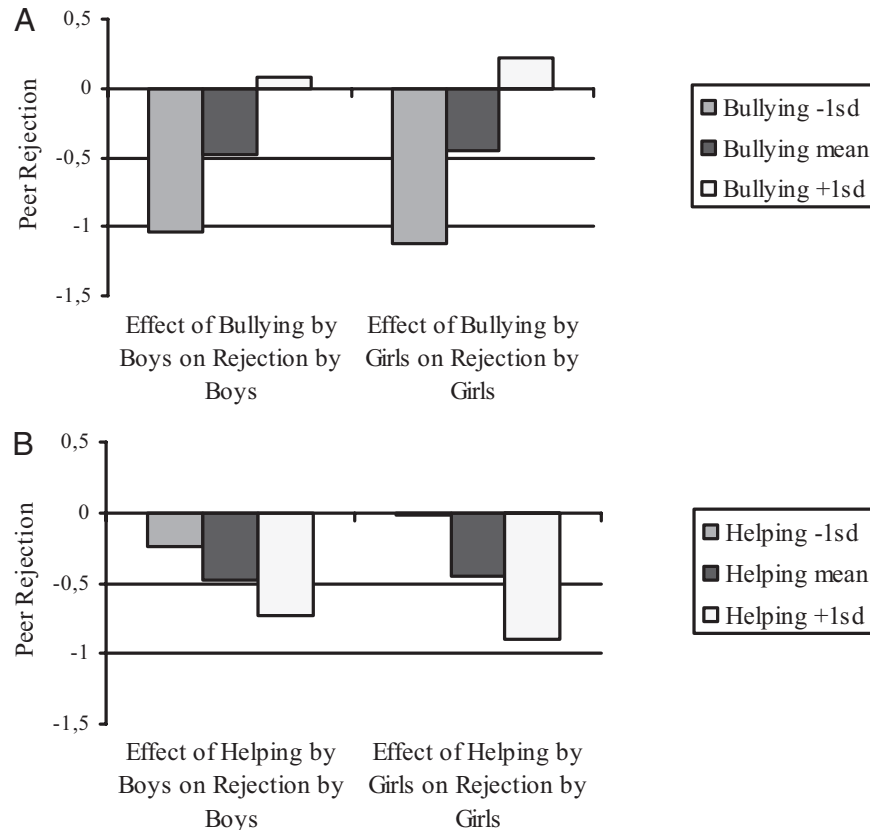 A
0,5
0
-0,5
-1
-1,5
Peer Rejection
Effect of Bullying by
Boys on Rejection by
Boys
Effect of Bullying by
Girls on Rejection by
Girls
Bullying -1sd
Bullying mean
Bullying +1sd
B
0,5
0
-0,5
-1
-1,5
Peer Rejection
Effect of Helping by
Boys on Rejection by
Boys
Effect of Helping by
Girls on Rejection by
Girls
Helping -1sd
Helping mean
Helping +1sd